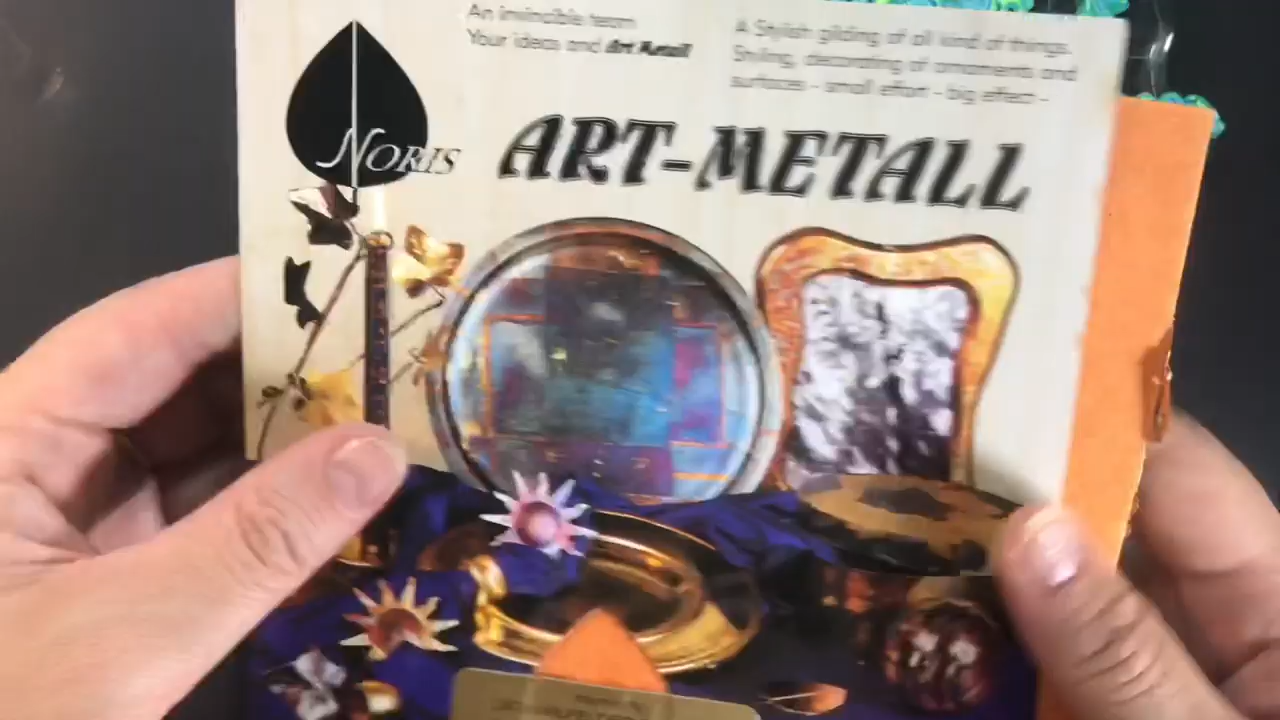 An invincible team
Your ideas and Art Metall
A Stylish gilding of all kind of things.
Styling, decorating of ornaments and
surfaces - small effort - big effect -
NORIS
ART-METALL